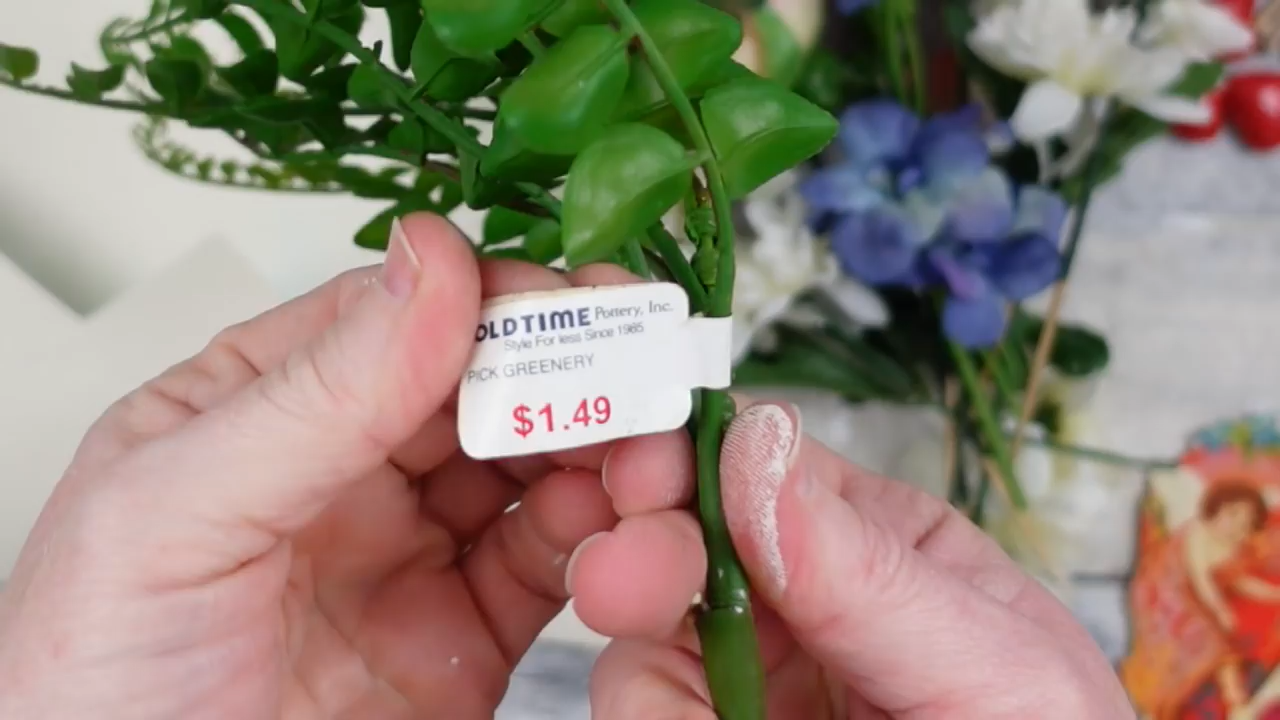 OLDTIME Pottery, Inc.
Style For less Since 1985
PICK GREENERY
$1.49